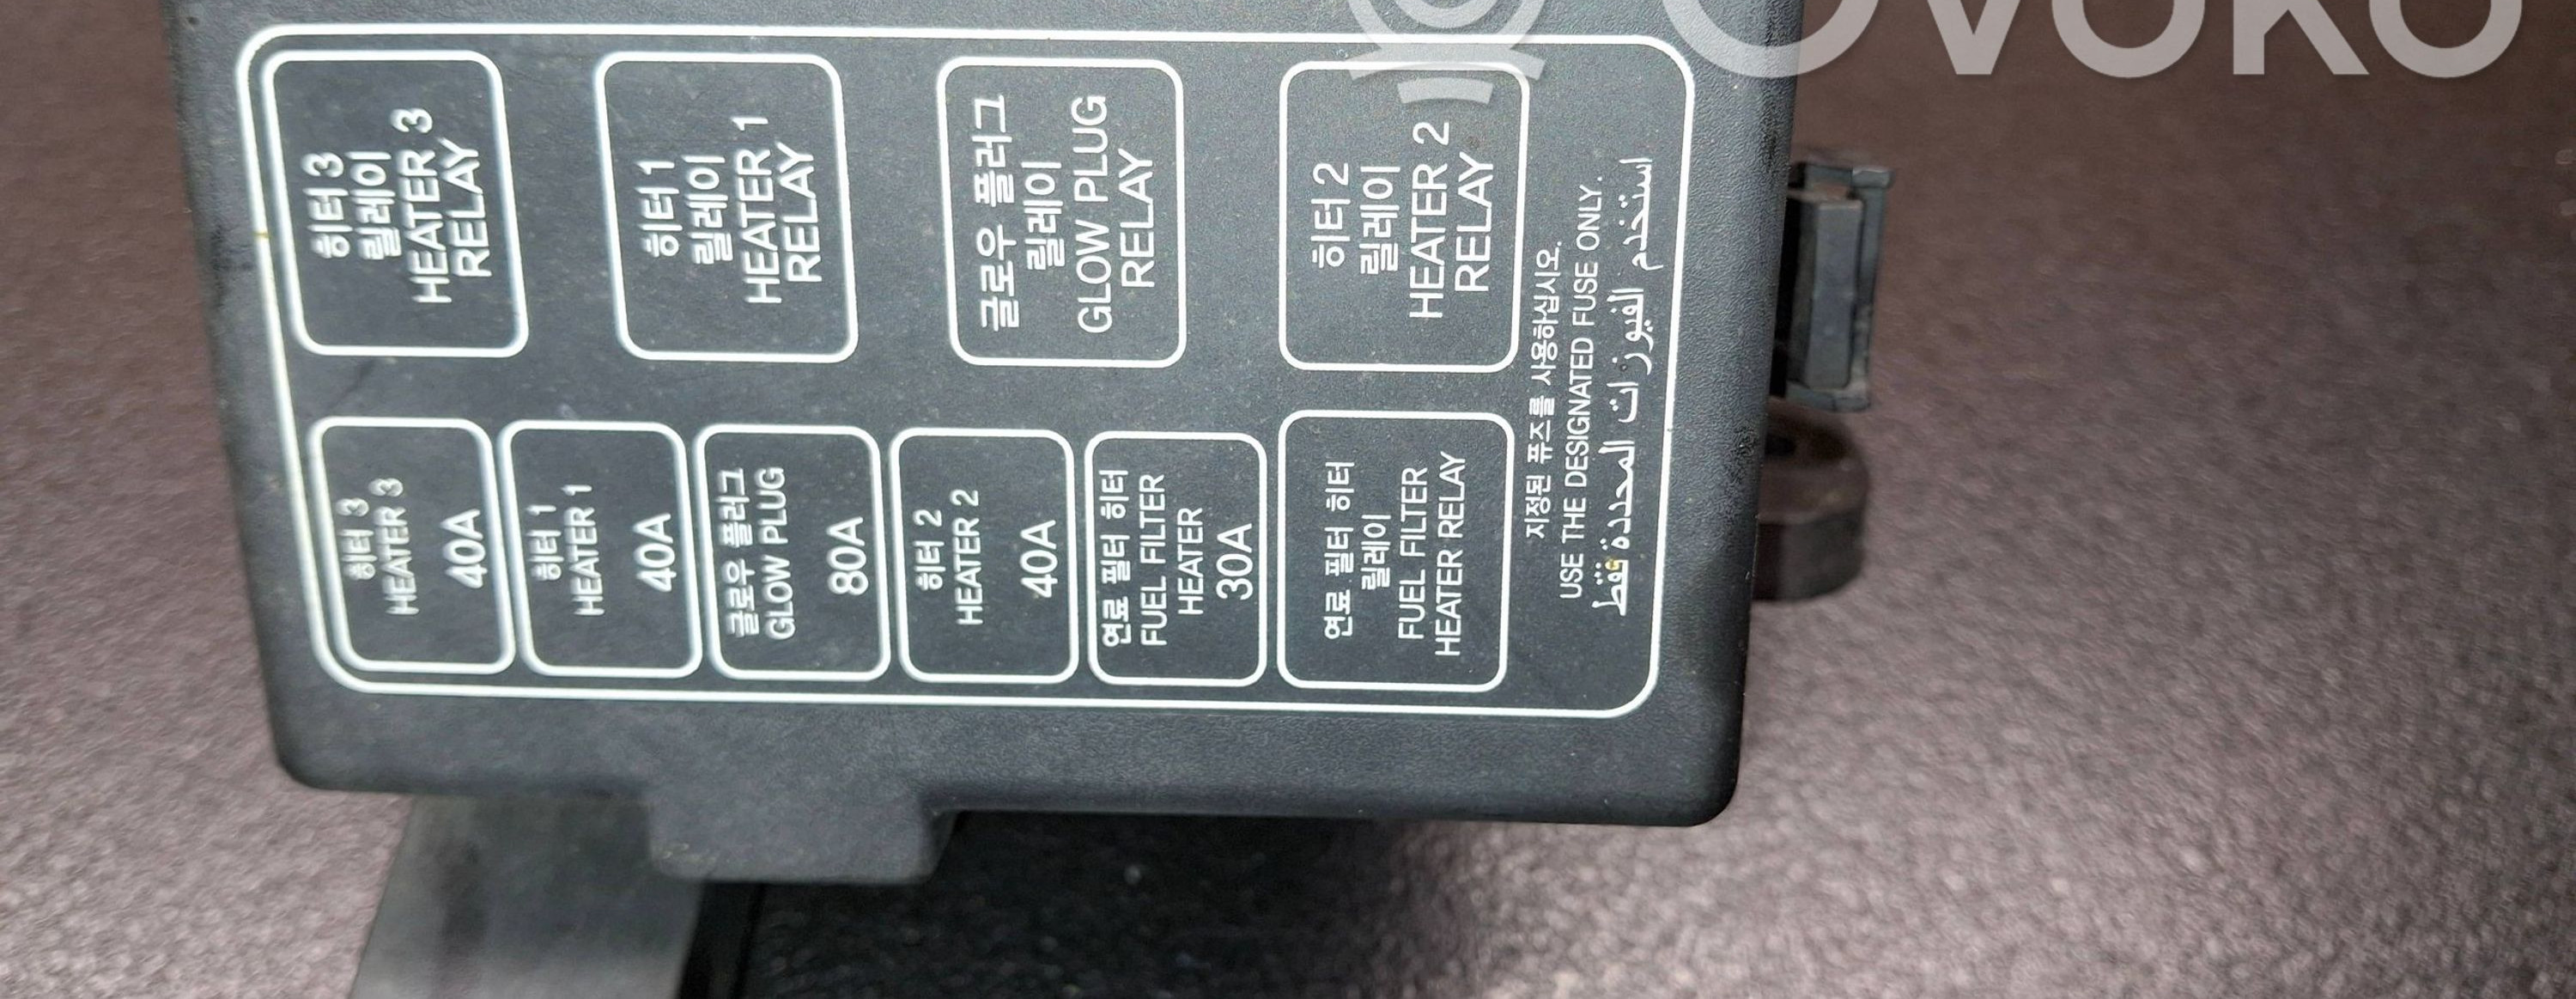 OVOKO
히터 3
릴레이
HEATER 3
RELAY
히터 1
릴레이
HEATER 1
RELAY
글로우 플러그
릴레이
GLOW PLUG
RELAY
히터 2
릴레이
HEATER 2
RELAY
히터 3
HEATER 3
40A
히터 1
HEATER 1
40A
글로우 플러그
GLOW PLUG
80A
히터 2
HEATER 2
40A
연료 필터 히터
FUEL FILTER
HEATER
30A
연료 필터 히터
릴레이
FUEL FILTER
HEATER RELAY
지정된 퓨즈를 사용하십시오.
USE THE DESIGNATED FUSE ONLY.
استخدم الفيوزات المحددة فقط